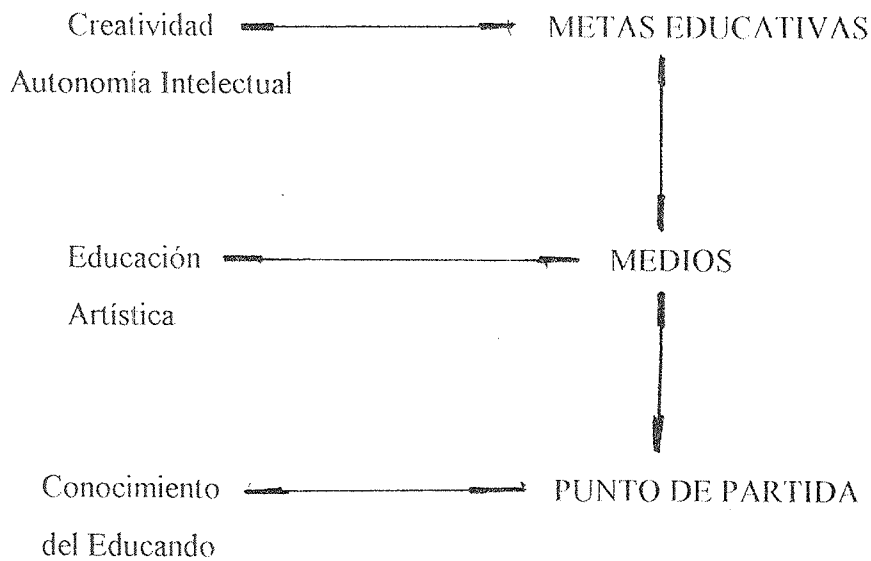 Creatividad METAS EDUCATIVAS
Autonomía Intelectual
Educación MEDIOS
Artística
Conocimiento PUNTO DE PARTIDA
del Educando